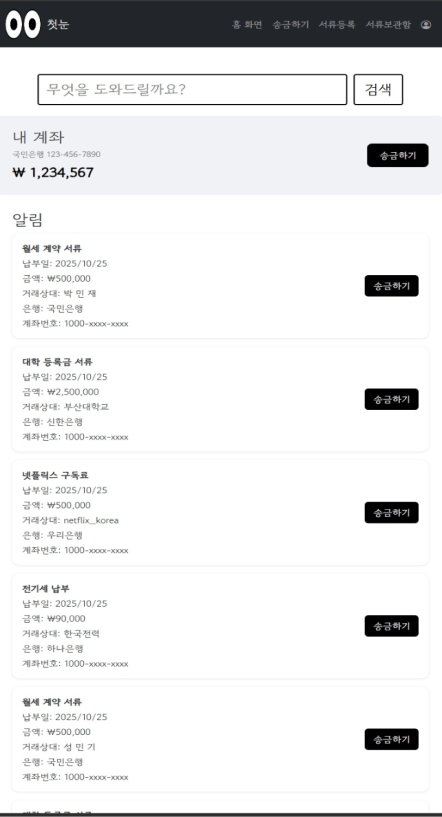 첫눈
홈 화면 송금하기 서류등록 서류보관함
무엇을 도와드릴까요? 검색
내 계좌
국민은행 123-456-7890
₩ 1,234,567
송금하기
알림
월세 계약 서류
납부일: 2025/10/25
금액: ₩500,000
거래상대: 박 민 재
은행: 국민은행
계좌번호: 1000-xxxx-xxxx
송금하기
대학 등록금 서류
납부일: 2025/10/25
금액: ₩2,500,000
거래상대: 부산대학교
은행: 신한은행
계좌번호: 1000-xxxx-xxxx
송금하기
넷플릭스 구독료
납부일: 2025/10/25
금액: ₩500,000
거래상대: netflix_korea
은행: 우리은행
계좌번호: 1000-xxxx-xxxx
송금하기
전기세 납부
납부일: 2025/10/25
금액: ₩90,000
거래상대: 한국전력
은행: 하나은행
계좌번호: 1000-xxxx-xxxx
송금하기
월세 계약 서류
납부일: 2025/10/25
금액: ₩500,000
거래상대: 성 민 기
은행: 국민은행
계좌번호: 1000-xxxx-xxxx
송금하기